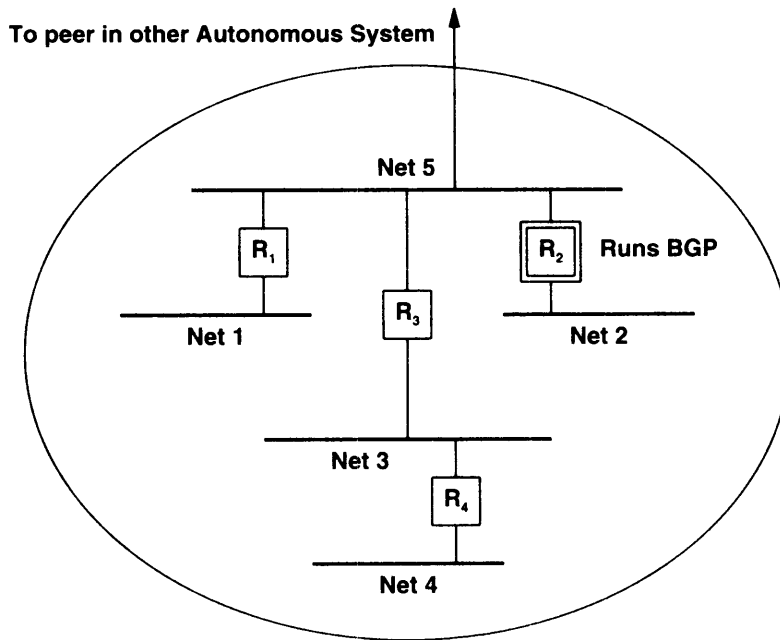 To peer in other Autonomous System
Net 5
R1
R2
Runs BGP
R3
Net 1
Net 2
Net 3
R4
Net 4